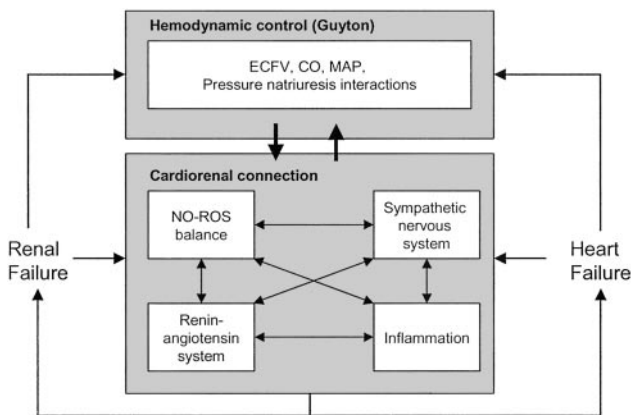 Hemodynamic control (Guyton)
ECFV, CO, MAP,
Pressure natriuresis interactions
Cardiorenal connection
NO-ROS
balance
Sympathetic
nervous
system
Renal
Failure
Heart
Failure
Renin-
angiotensin
system
Inflammation